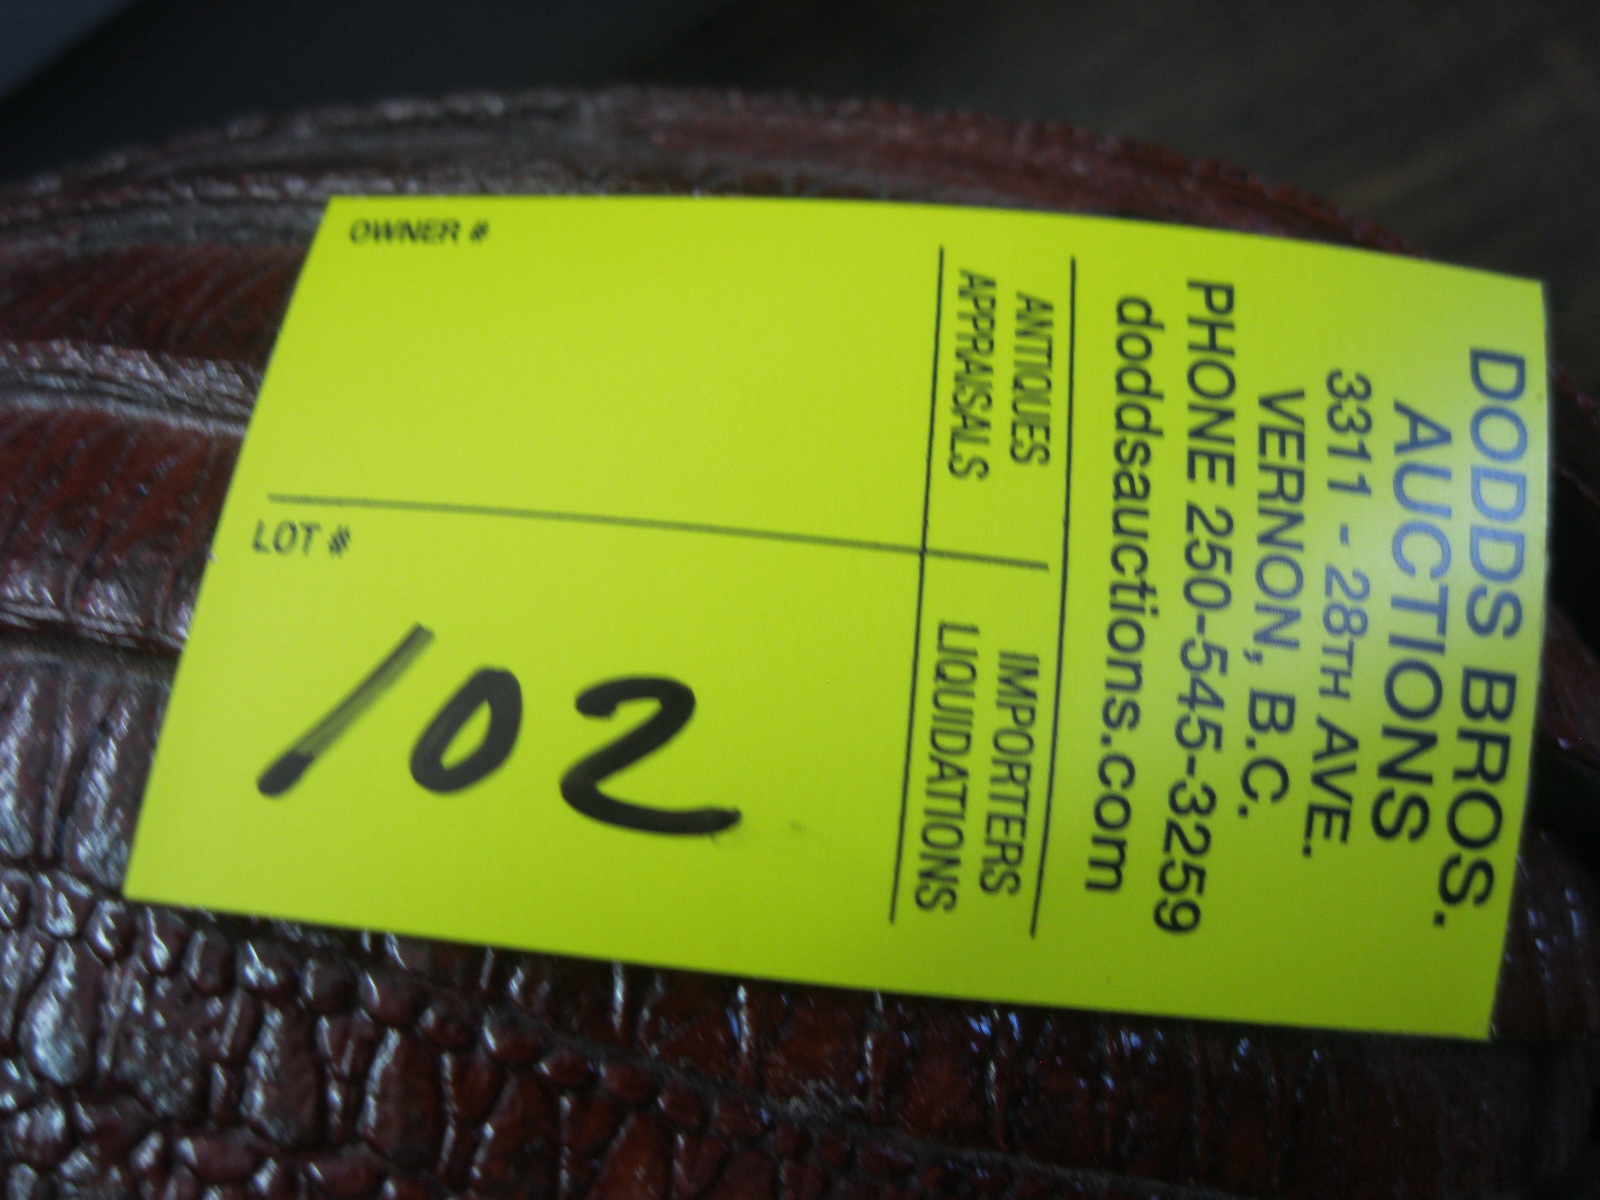 DODDS BROS.
AUCTIONS
3311 - 28TH AVE.
VERNON, B.C.
PHONE 250-545-3259
doddsauctions.com
ANTIQUES
APPRAISALS
IMPORTERS
LIQUIDATIONS
OWNER #
LOT #
102